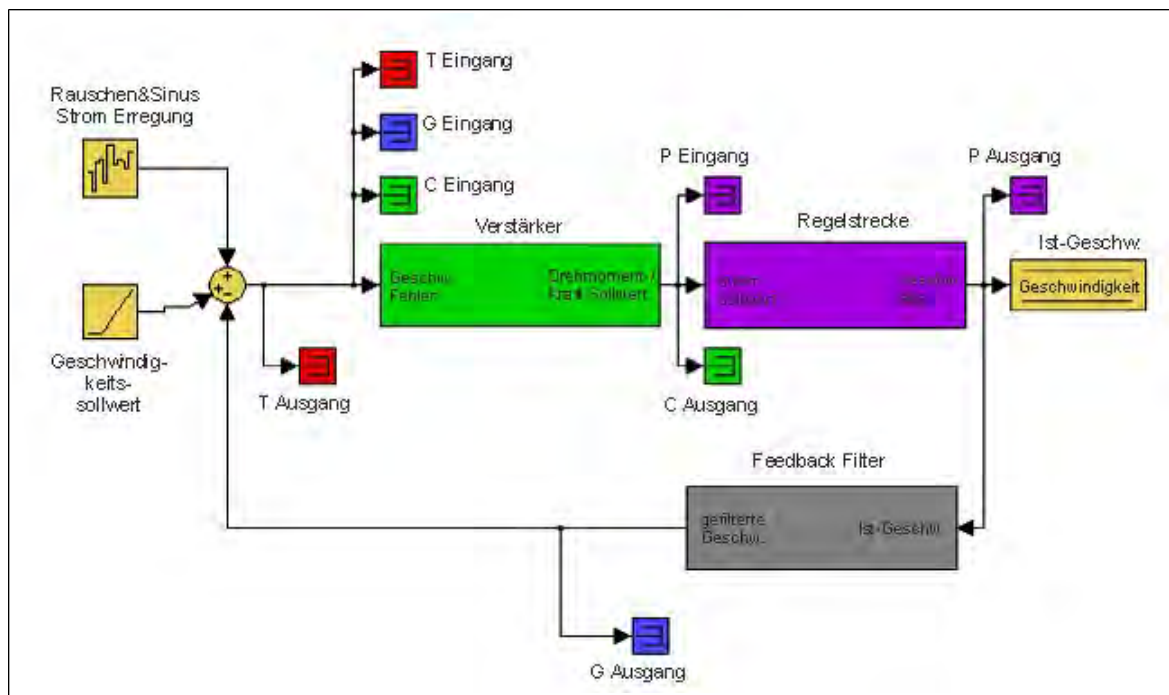 T Eingang
Rauschen&Sinus
Strom Erregung
G Eingang
P Eingang
P Ausgang
C Eingang
Verstärker
Regelstrecke
Ist-Geschw.
Geschw.
Fehler
Drehmoment-/
Kraft Sollwert
Geschwindigkeit
Geschwindig-
keits-
sollwert
T Ausgang
C Ausgang
Feedback Filter
gefilterte
Geschw.
Ist-Geschw.
G Ausgang